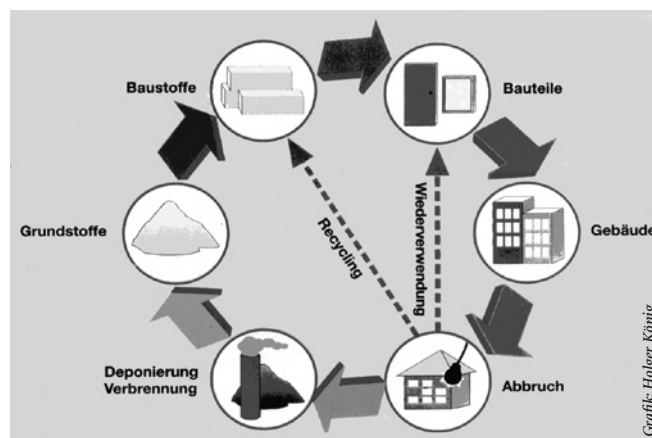 Baustoffe
Bauteile
Grundstoffe
Recycling
Wiederverwendung
Gebäude
Deponierung
Verbrennung
Abbruch
Grafik: Holger König